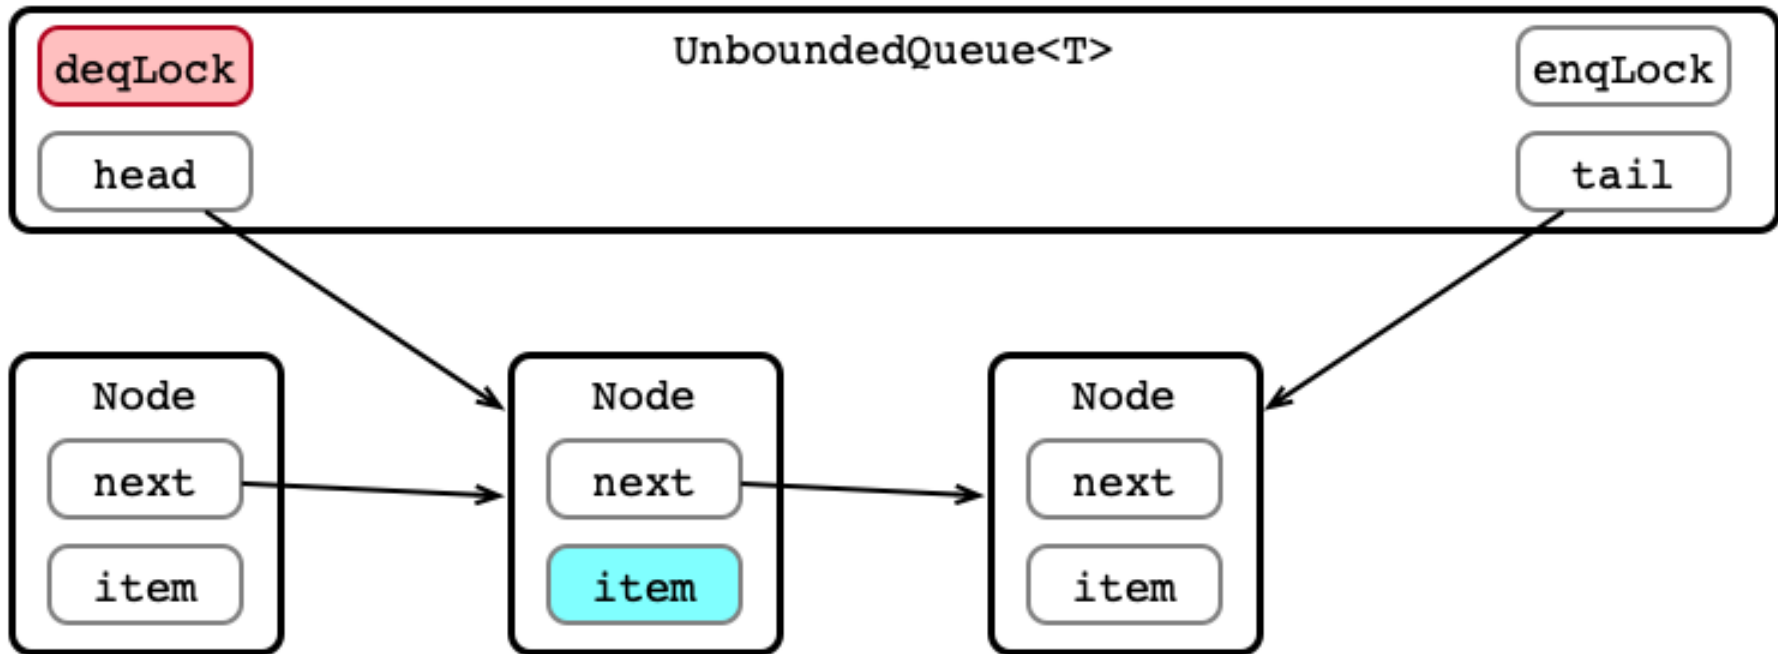 deqLock
UnboundedQueue<T>
enqLock
head
tail
Node
next
item
Node
next
item
Node
next
item